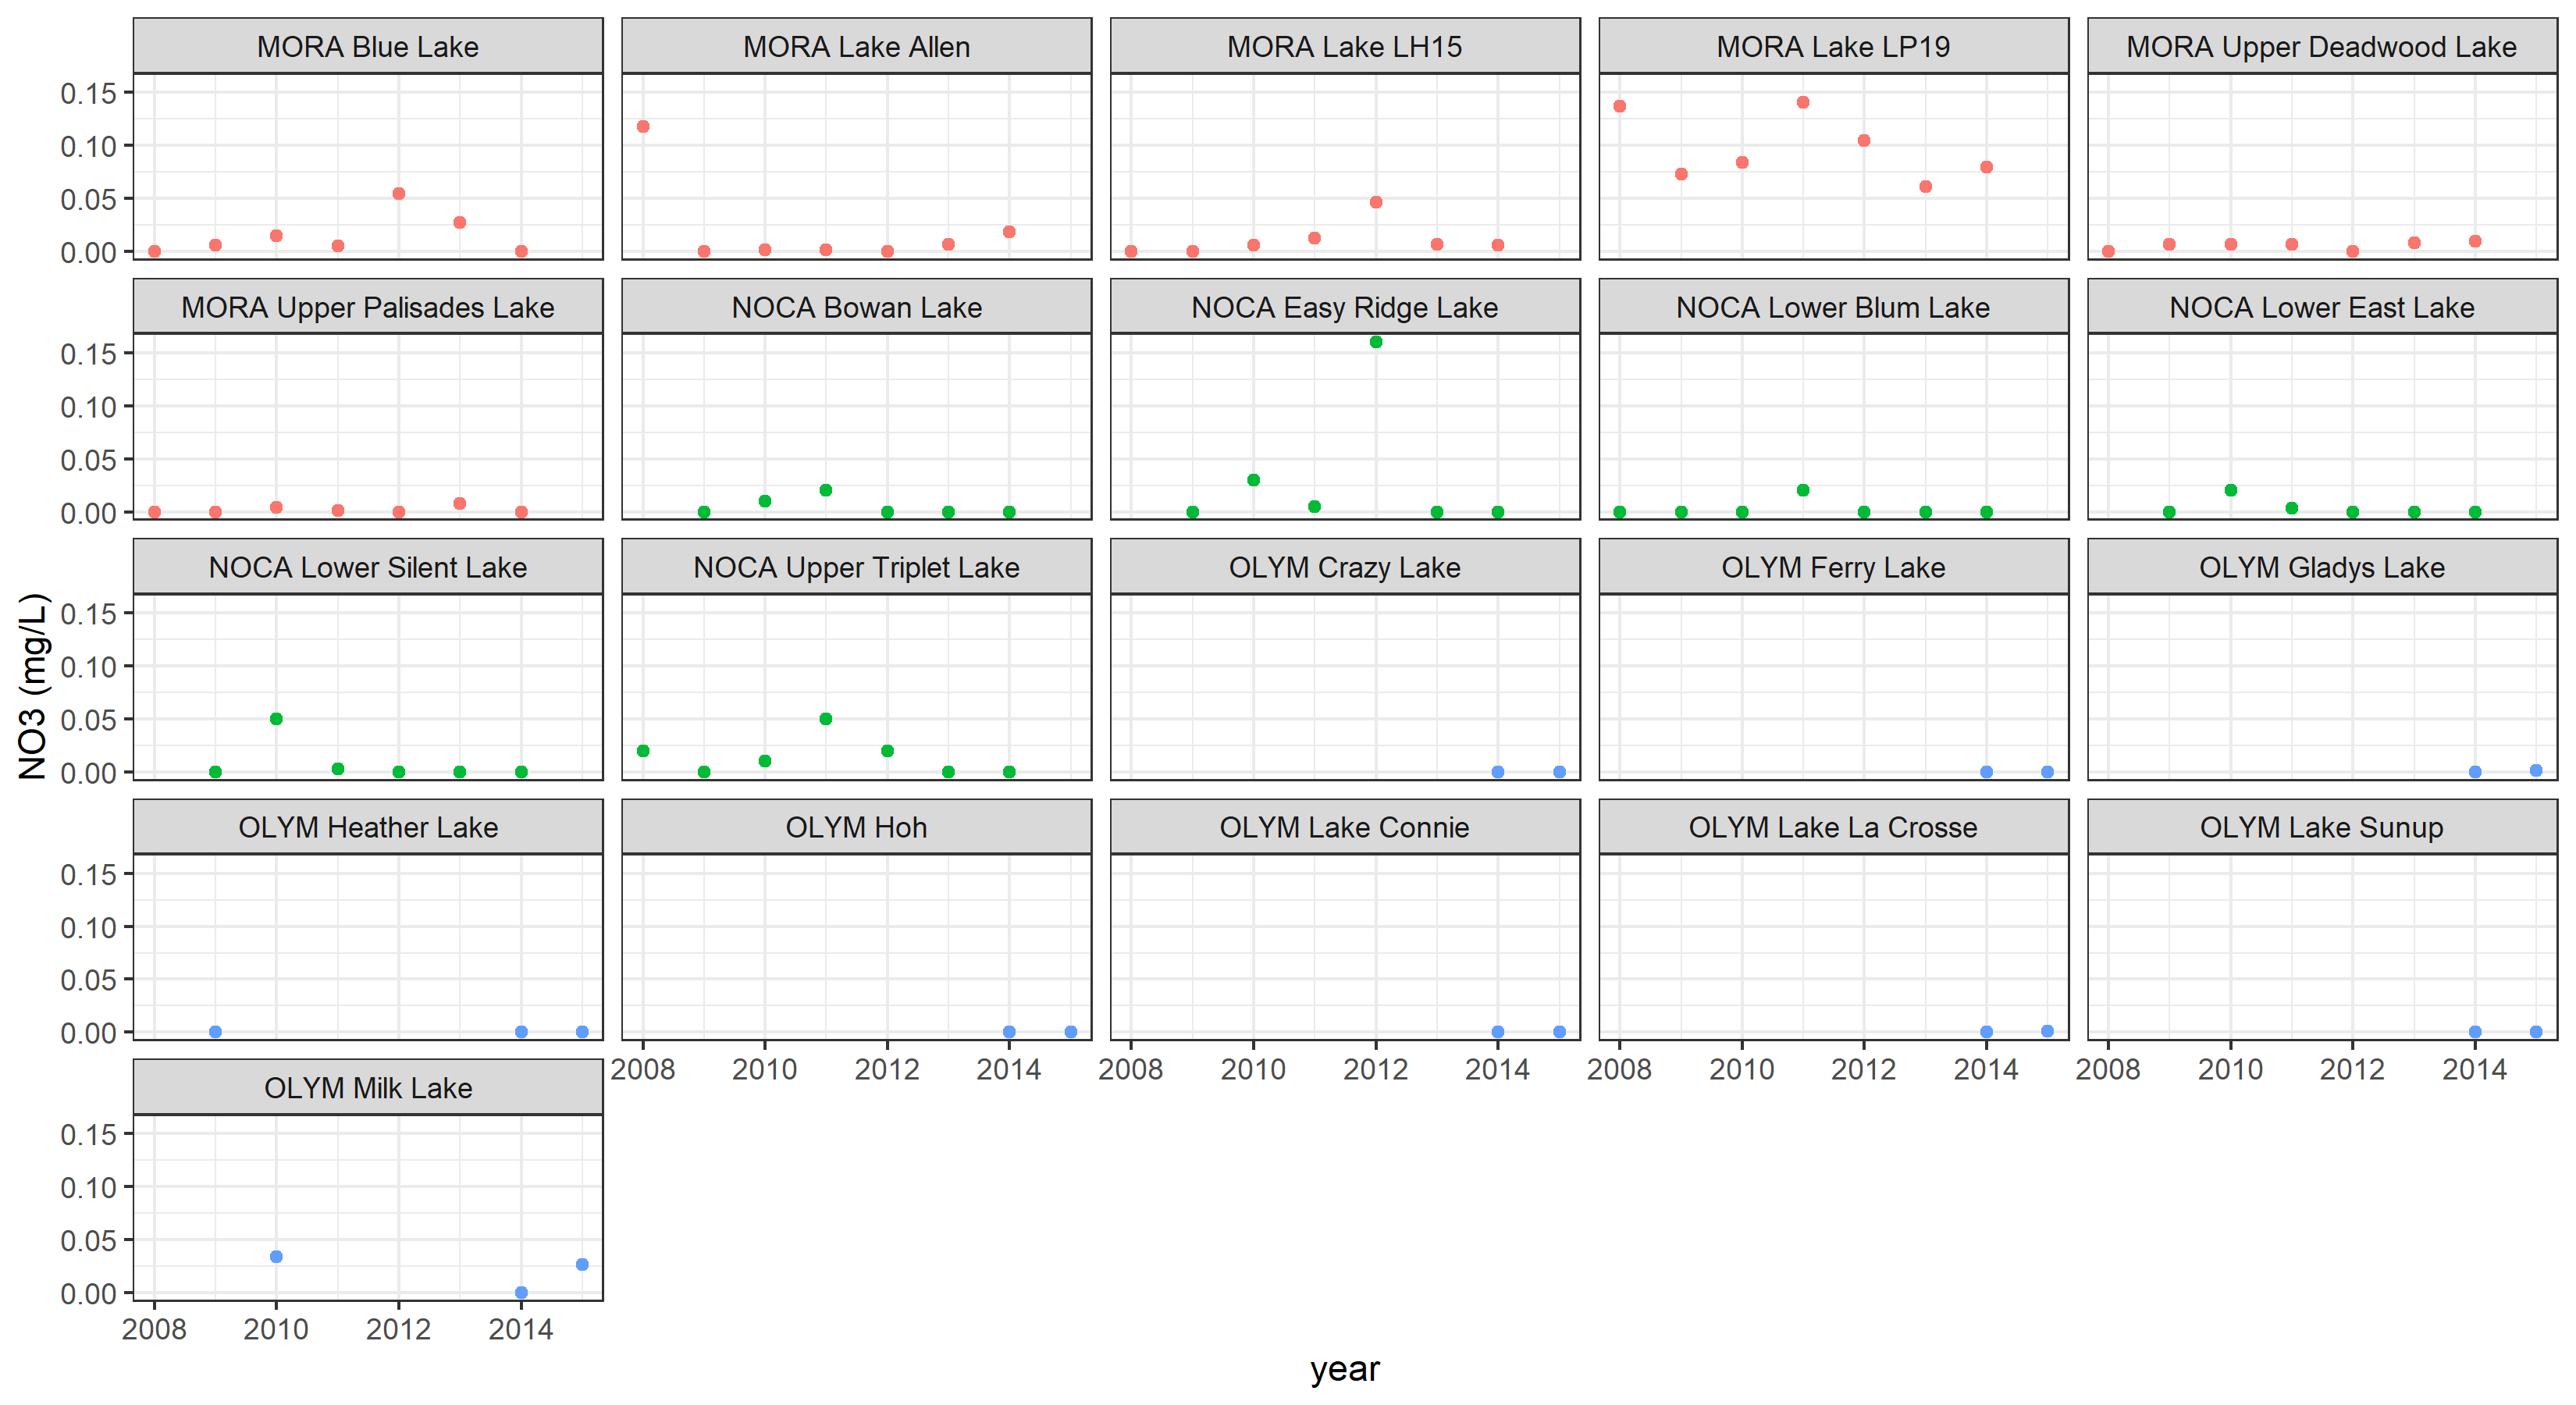 MORA Blue Lake MORA Lake Allen MORA Lake LH15 MORA Lake LP19 MORA Upper Deadwood Lake
0.15
0.10
0.05
0.00
MORA Upper Palisades Lake NOCA Bowan Lake NOCA Easy Ridge Lake NOCA Lower Blum Lake NOCA Lower East Lake
0.15
0.10
0.05
0.00
NOCA Lower Silent Lake NOCA Upper Triplet Lake OLYM Crazy Lake OLYM Ferry Lake OLYM Gladys Lake
0.15
0.10
0.05
0.00
NO3 (mg/L)
OLYM Heather Lake OLYM Hoh OLYM Lake Connie OLYM Lake La Crosse OLYM Lake Sunup
0.15
0.10
0.05
0.00
2008 2010 2012 2014 2008 2010 2012 2014 2008 2010 2012 2014 2008 2010 2012 2014
OLYM Milk Lake
0.15
0.10
0.05
0.00
2008 2010 2012 2014
year